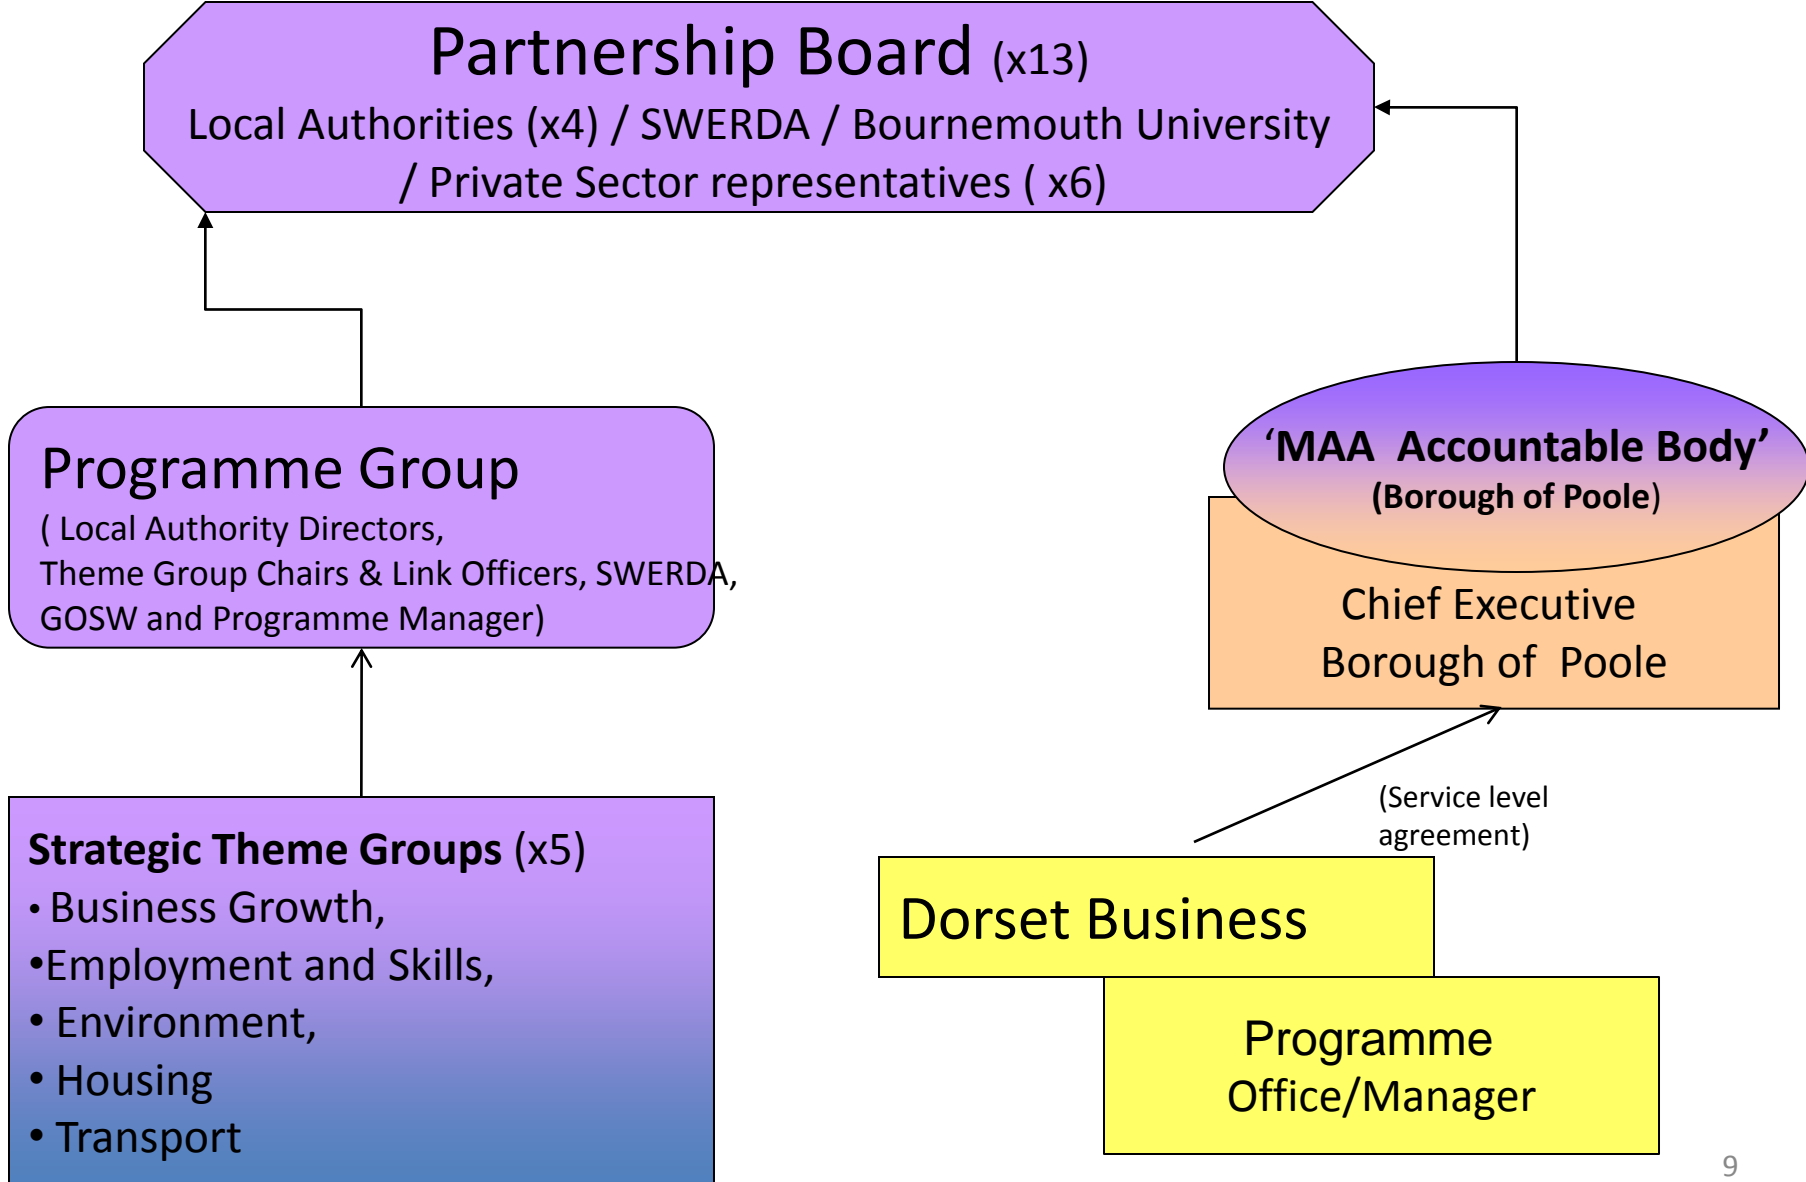 Partnership Board (x13)
Local Authorities (x4) / SWERDA / Bournemouth University
/ Private Sector representatives ( x6)
Programme Group
( Local Authority Directors,
Theme Group Chairs & Link Officers, SWERDA,
GOSW and Programme Manager)
‘MAA  Accountable Body’
(Borough of Poole)
Chief Executive
Borough of  Poole
(Service level
agreement)
Strategic Theme Groups (x5)
• Business Growth,
•Employment and Skills,
• Environment,
• Housing
• Transport
Dorset Business
Programme
Office/Manager
9